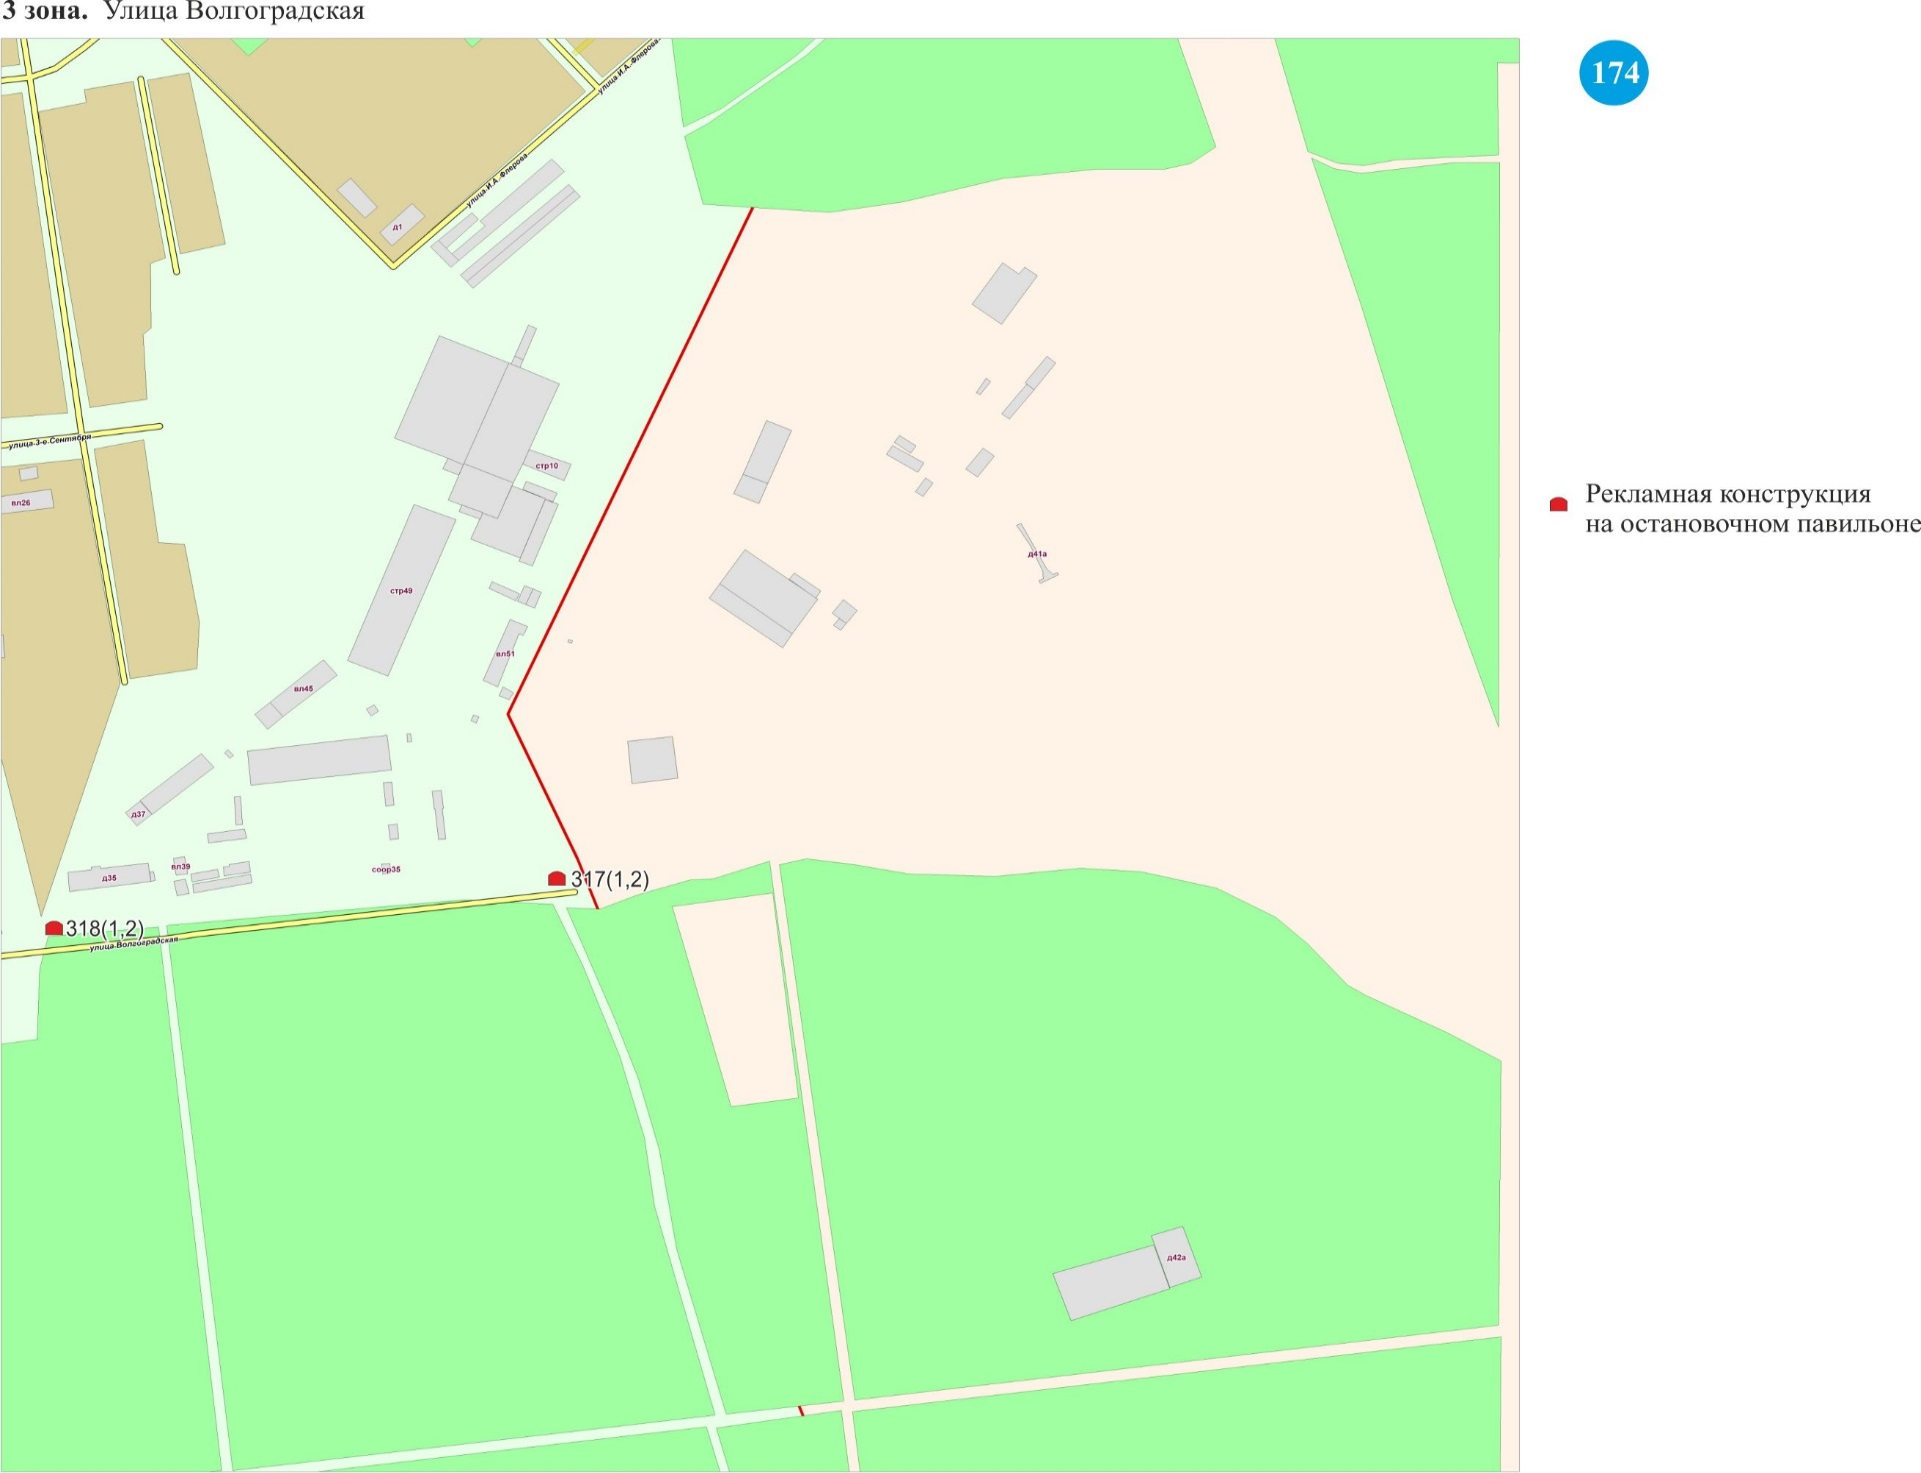 3 зона. Улица Волгоградская
174
улица И.А. Флерова
улица И.А. Флерова
д1
улица 3-е Сентября
вл26
стр10
стр49
д41а
вл51
вл45
д37
вл39
д35
соор35
317(1,2)
318(1,2)
улица Волгоградская
д42а
Рекламная конструкция
на остановочном павильоне